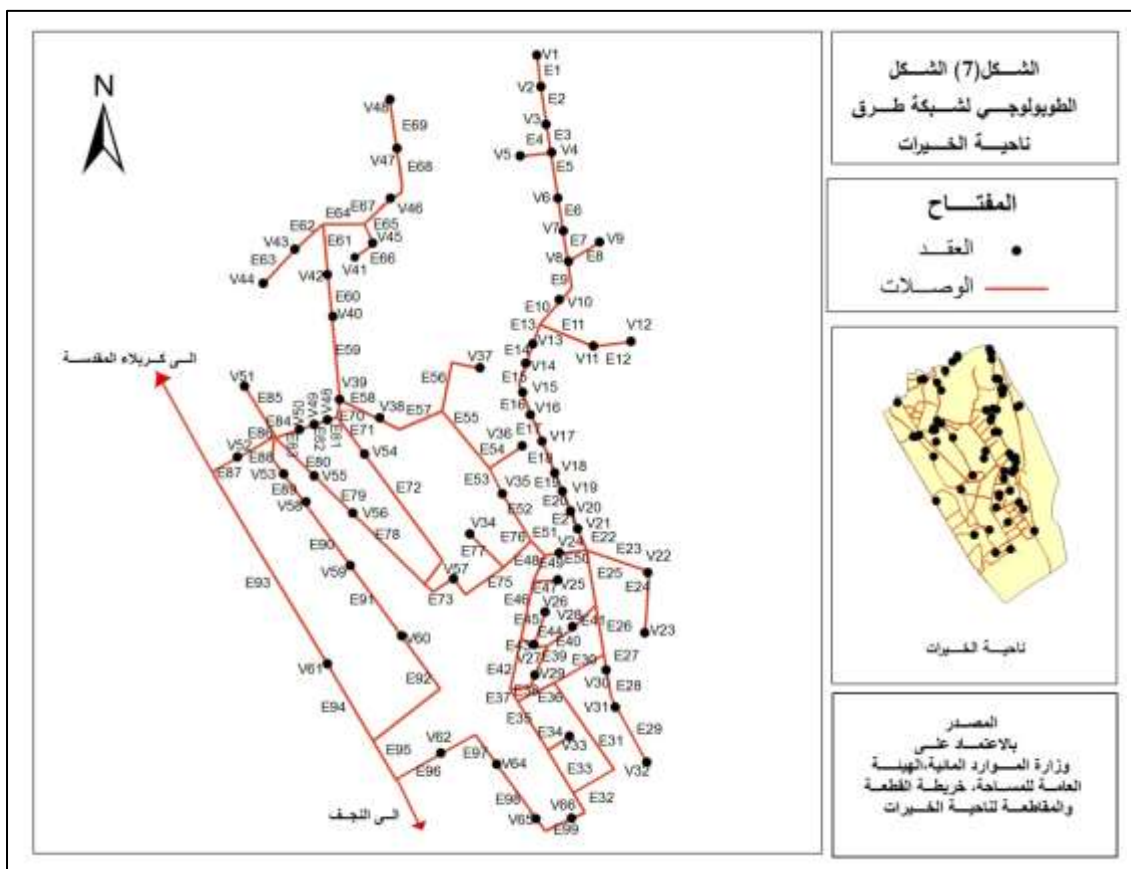 الشكل(7) الشكل
الطوبولوجي لشبكة طرق
ناحية الخيرات
المفتاح
العقد
الوصلات
ناحية الخيرات
المصدر
بالاعتماد على
وزارة الموارد المائية،الهيئة
العامة للمساحة، خريطة القطعة
والمقاطعة لناحية الخيرات
N
الى كربلاء المقدسة
الى النجف
V1
E1
V2
E2
V3
E3
E4
V4
V5
E5
V6
E6
V7
E7
V9
V8
E8
E9
V10
E10
E11
V12
E13
V13
V11
E12
E14
V14
E15
V15
E16
V16
E17
V17
E18
V18
E19
V19
E20
V20
V21
E22
E23
V22
E24
V23
V24
E50
E25
E51
E48
E49
E47
V25
V26
E46
E45
V28
E41
E26
E44
E40
V27
E39
E30
E27
E42
V29
V30
E28
E37
E36
V31
E35
E29
E34
V33
E31
V32
E33
E32
V66
E99
V65
E98
V64
E97
V62
E96
E95
E94
V61
E93
V48
E69
V47
E68
V46
E67
E64
E62
E65
V45
E61
V43
E66
V41
E63
V44
V42
E60
V40
E59
V39
E58
V38
E57
E56
V37
E55
V36
E54
E53
V35
E52
V34
E76
E77
E75
V57
E73
V51
E85
E84
V50
V49
E70
E71
E81
E82
V54
E72
V52
E86
E87
E88
E80
V55
V53
E89
E79
V56
E78
E90
V59
E91
V60
E92